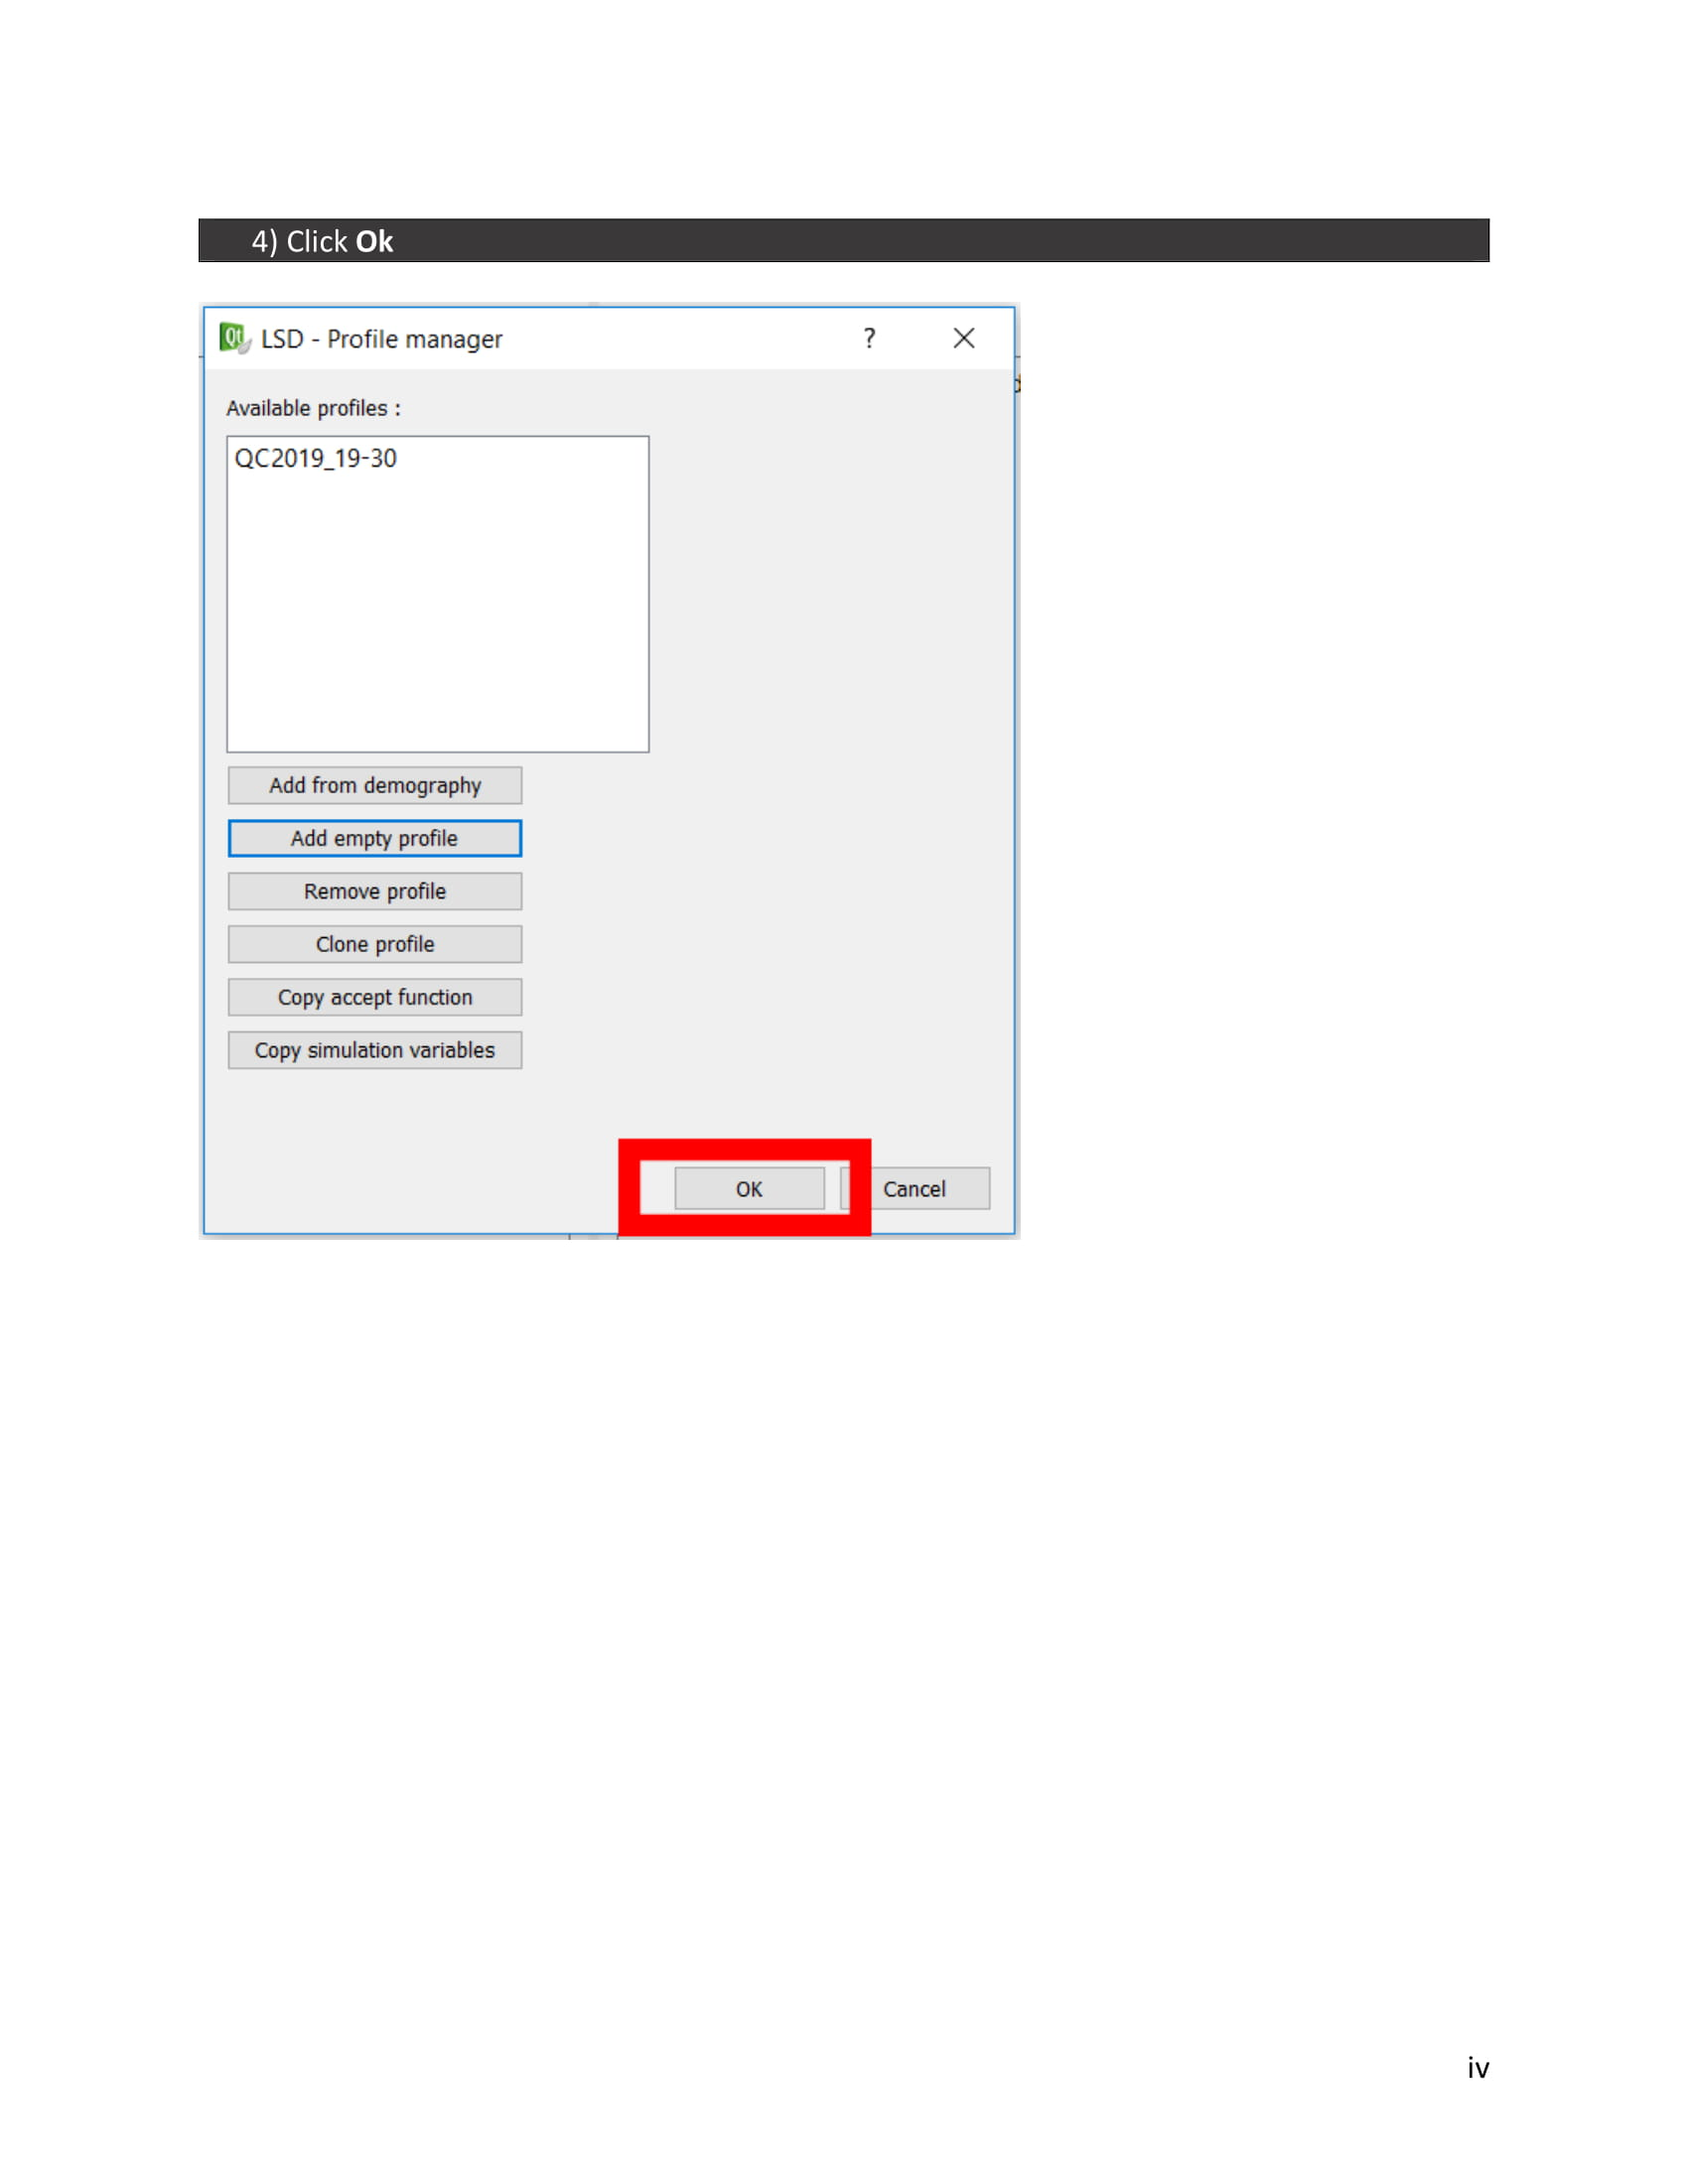 4) Click Ok
Qt LSD - Profile manager ?
Available profiles :
QC2019_19-30
Add from demography
Add empty profile
Remove profile
Clone profile
Copy accept function
Copy simulation variables
OK Cancel
iv